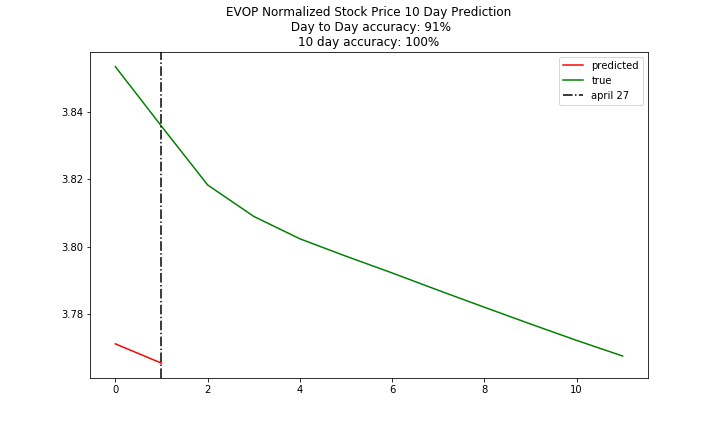 EVOP Normalized Stock Price 10 Day Prediction
Day to Day accuracy: 91%
10 day accuracy: 100%
predicted
true
april 27
3.84
3.82
3.80
3.78
0 2 4 6 8 10